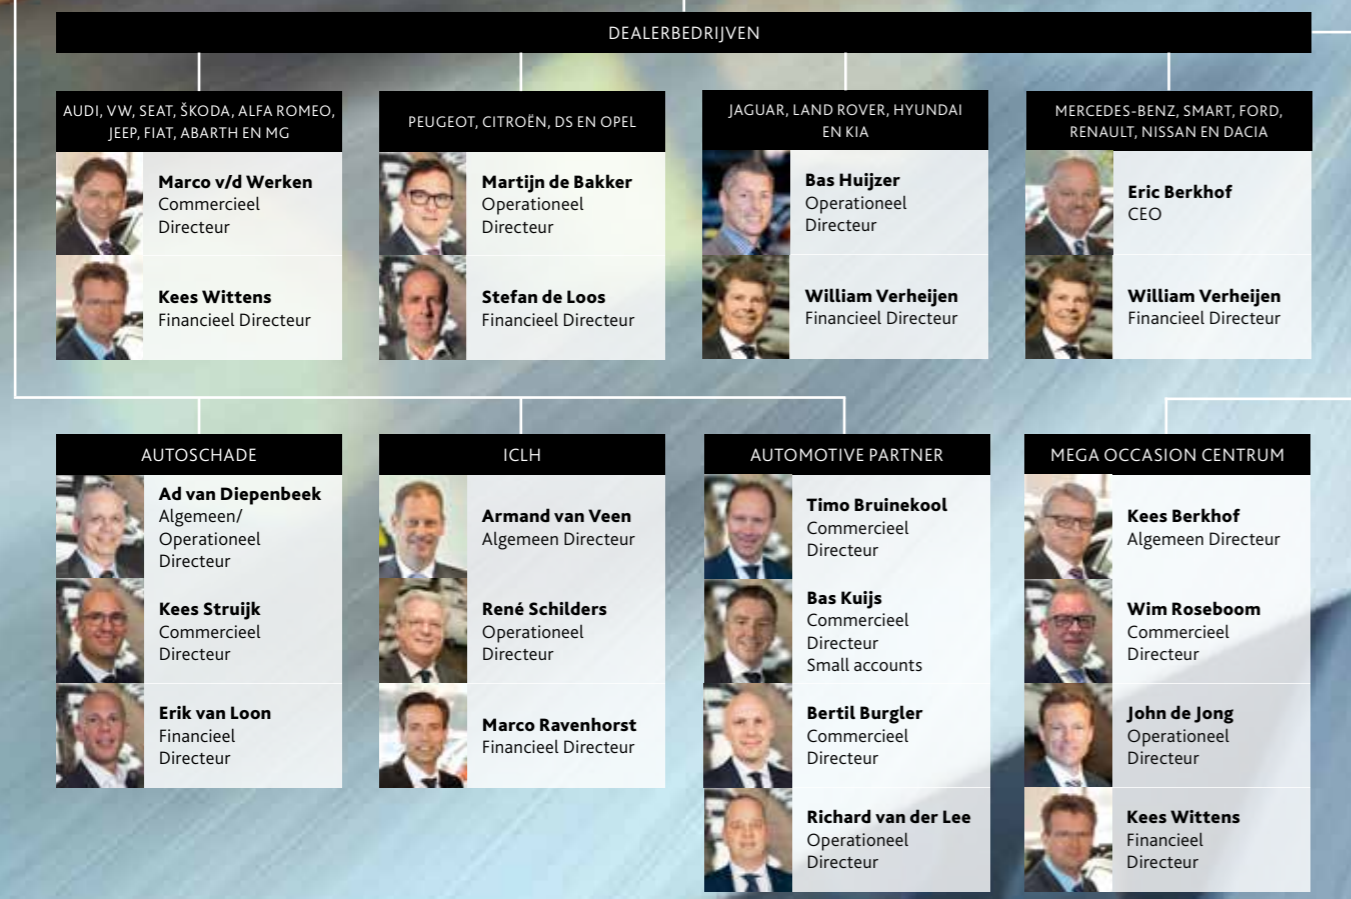 DEALERBEDRIJVEN
AUDI, VW, SEAT, ŠKODA, ALFA ROMEO,
JEEP, FIAT, ABARTH EN MG
Marco v/d Werken
Commercieel
Directeur
Kees Wittens
Financieel Directeur
PEUGEOT, CITROËN, DS EN OPEL
Martijn de Bakker
Operationeel
Directeur
Stefan de Loos
Financieel Directeur
JAGUAR, LAND ROVER, HYUNDAI
EN KIA
Bas Huijzer
Operationeel
Directeur
William Verheijen
Financieel Directeur
MERCEDES-BENZ, SMART, FORD,
RENAULT, NISSAN EN DACIA
Eric Berkhof
CEO
William Verheijen
Financieel Directeur
AUTOSCHADE
Ad van Diepenbeek
Algemeen/
Operationeel
Directeur
Kees Struijk
Commercieel
Directeur
Erik van Loon
Financieel
Directeur
ICLH
Armand van Veen
Algemeen Directeur
René Schilders
Operationeel
Directeur
Marco Ravenhorst
Financieel Directeur
AUTOMOTIVE PARTNER
Timo Bruinekool
Commercieel
Directeur
Bas Kuijs
Commercieel
Directeur
Small accounts
Bertil Burgler
Commercieel
Directeur
Richard van der Lee
Operationeel
Directeur
MEGA OCCASION CENTRUM
Kees Berkhof
Algemeen Directeur
Wim Roseboom
Commercieel
Directeur
John de Jong
Operationeel
Directeur
Kees Wittens
Financieel
Directeur